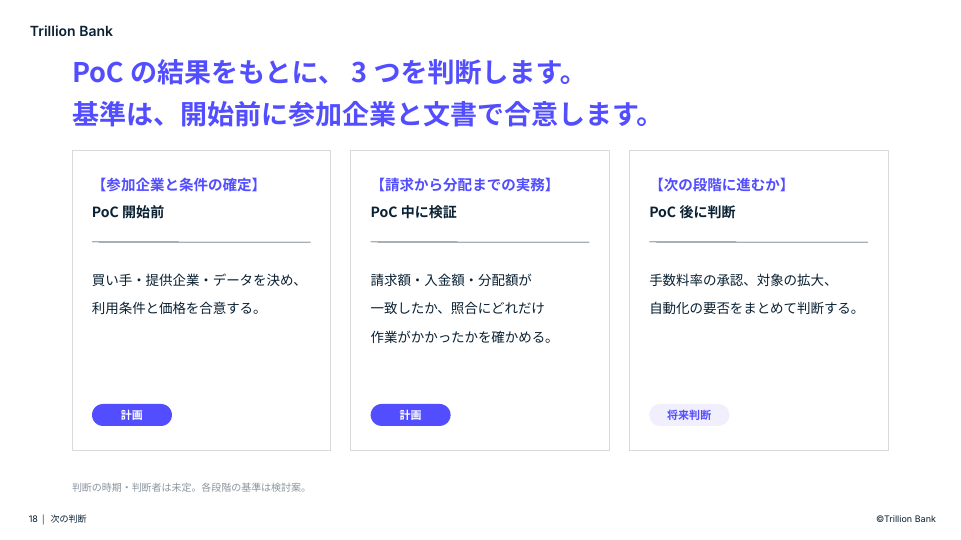 Trillion Bank
PoC の結果をもとに、 3 つを判断します。
基準は、開始前に参加企業と文書で合意します。
【参加企業と条件の確定】
PoC 開始前
買い手・提供企業・データを決め、
利用条件と価格を合意する。
計画
【請求から分配までの実務】
PoC 中に検証
請求額・入金額・分配額が
一致したか、照合にどれだけ
作業がかかったかを確かめる。
計画
【次の段階に進むか】
PoC 後に判断
手数料率の承認、対象の拡大、
自動化の要否をまとめて判断する。
将来判断
判断の時期・判断者は未定。各段階の基準は検討案。
18 | 次の判断
©Trillion Bank